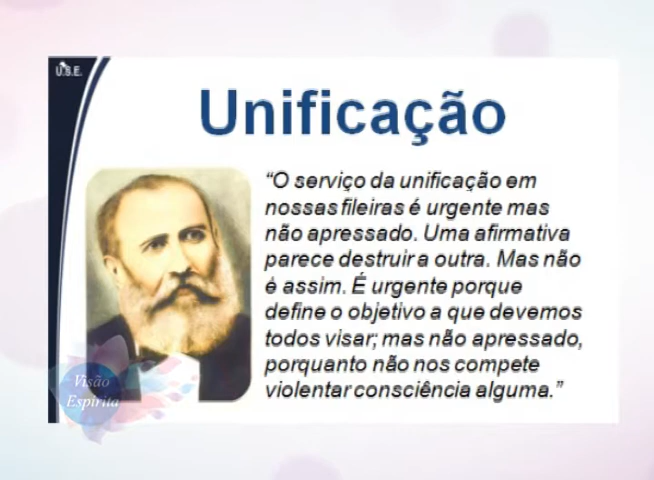 U.S.E.
Unificação
“O serviço da unificação em
nossas fileiras é urgente mas
não apressado. Uma afirmativa
parece destruir a outra. Mas não
é assim. É urgente porque
define o objetivo a que devemos
todos visar; mas não apressado,
porquanto não nos compete
violentar consciência alguma.”
Visão
Espírita